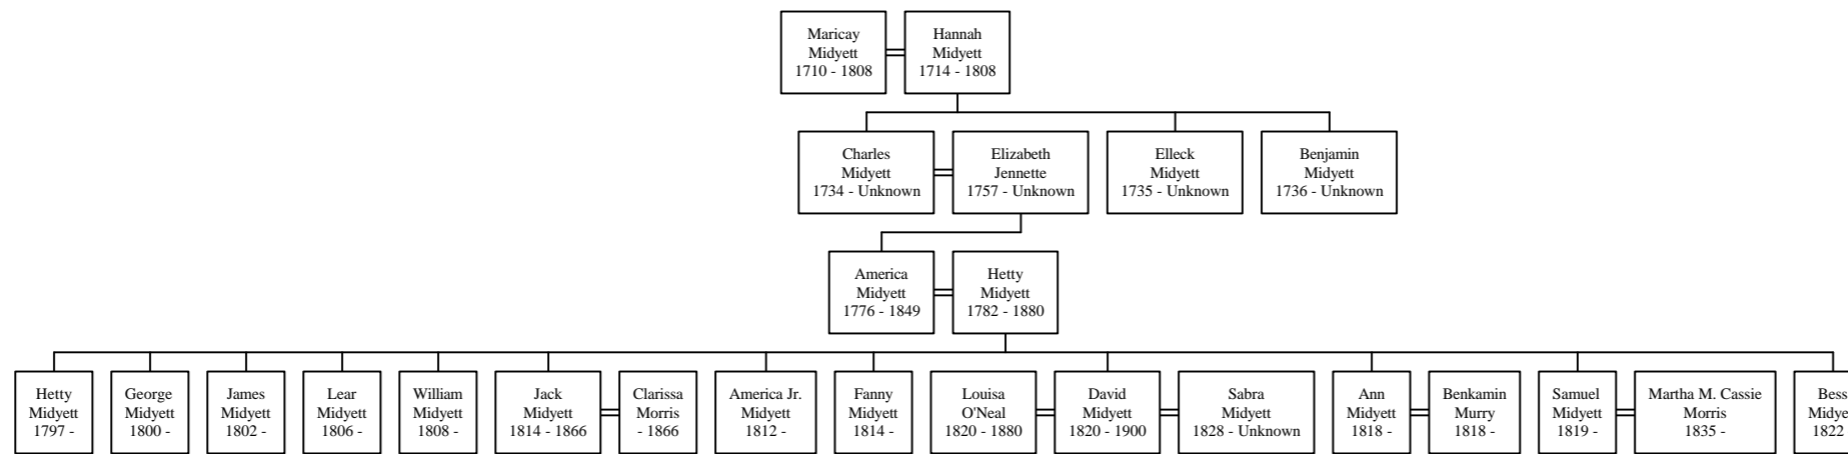 Maricay
Midyett
1710 - 1808
Hannah
Midyett
1714 - 1808
Charles
Midyett
1734 - Unknown
Elizabeth
Jennette
1757 - Unknown
Elleck
Midyett
1735 - Unknown
Benjamin
Midyett
1736 - Unknown
America
Midyett
1776 - 1849
Hetty
Midyett
1782 - 1880
Hetty
Midyett
1797 -
George
Midyett
1800 -
James
Midyett
1802 -
Lear
Midyett
1806 -
William
Midyett
1808 -
Jack
Midyett
1814 - 1866
Clarissa
Morris
- 1866
America Jr.
Midyett
1812 -
Fanny
Midyett
1814 -
Louisa
O'Neal
1820 - 1880
David
Midyett
1820 - 1900
Sabra
Midyett
1828 - Unknown
Ann
Midyett
1818 -
Benkamin
Murry
1818 -
Samuel
Midyett
1819 -
Martha M. Cassie
Morris
1835 -
Bess
Midye
1822